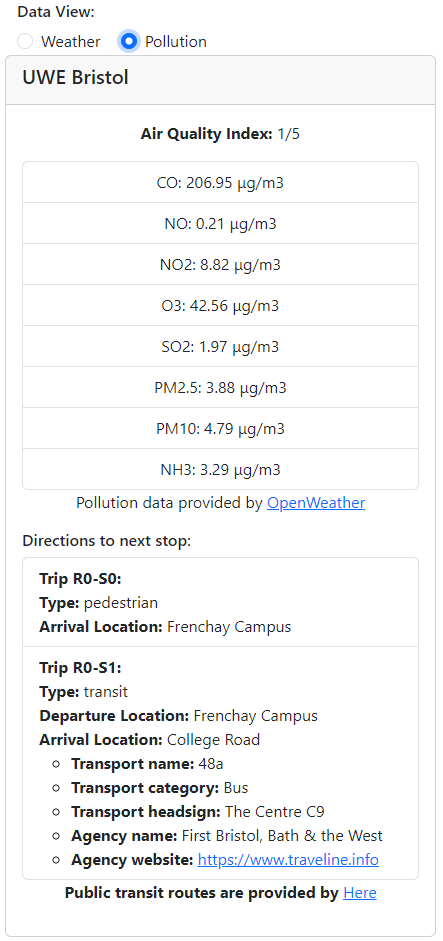 Data View:
Weather Pollution
UWE Bristol
Air Quality Index: 1/5
CO: 206.95 µg/m3
NO: 0.21 µg/m3
NO2: 8.82 µg/m3
O3: 42.56 µg/m3
SO2: 1.97 µg/m3
PM2.5: 3.88 µg/m3
PM10: 4.79 µg/m3
NH3: 3.29 µg/m3
Pollution data provided by OpenWeather
Directions to next stop:
Trip R0-S0:
Type: pedestrian
Arrival Location: Frenchay Campus
Trip R0-S1:
Type: transit
Departure Location: Frenchay Campus
Arrival Location: College Road
Transport name: 48a
Transport category: Bus
Transport headsign: The Centre C9
Agency name: First Bristol, Bath & the West
Agency website: https://www.traveline.info
Public transit routes are provided by Here